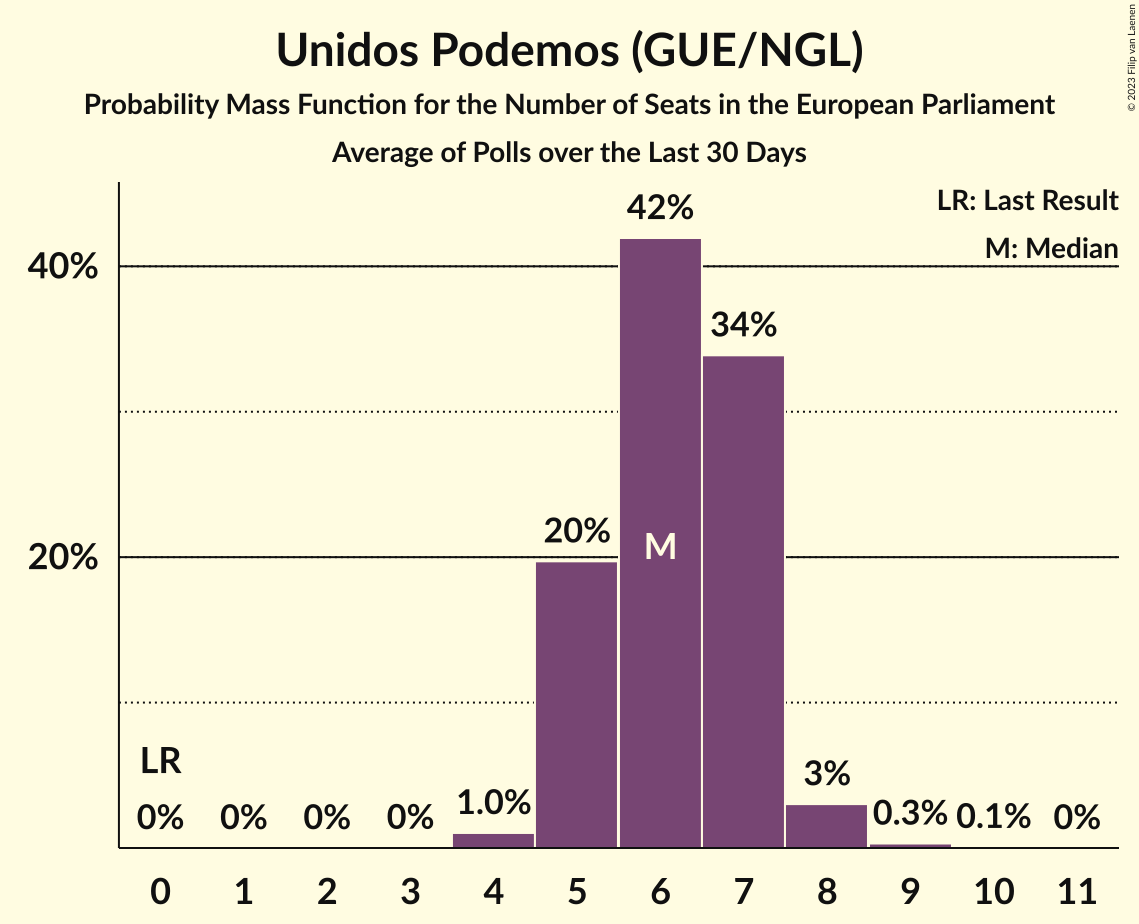 Unidos Podemos (GUE/NGL)
Probability Mass Function for the Number of Seats in the European Parliament
Average of Polls over the Last 30 Days
© 2023 Filip van Laenen
LR: Last Result
M: Median
42%
40%
34%
20%
20%
M
LR
0% 0% 0% 0% 1.0% 3% 0.3% 0.1% 0%
0 1 2 3 4 5 6 7 8 9 10 11